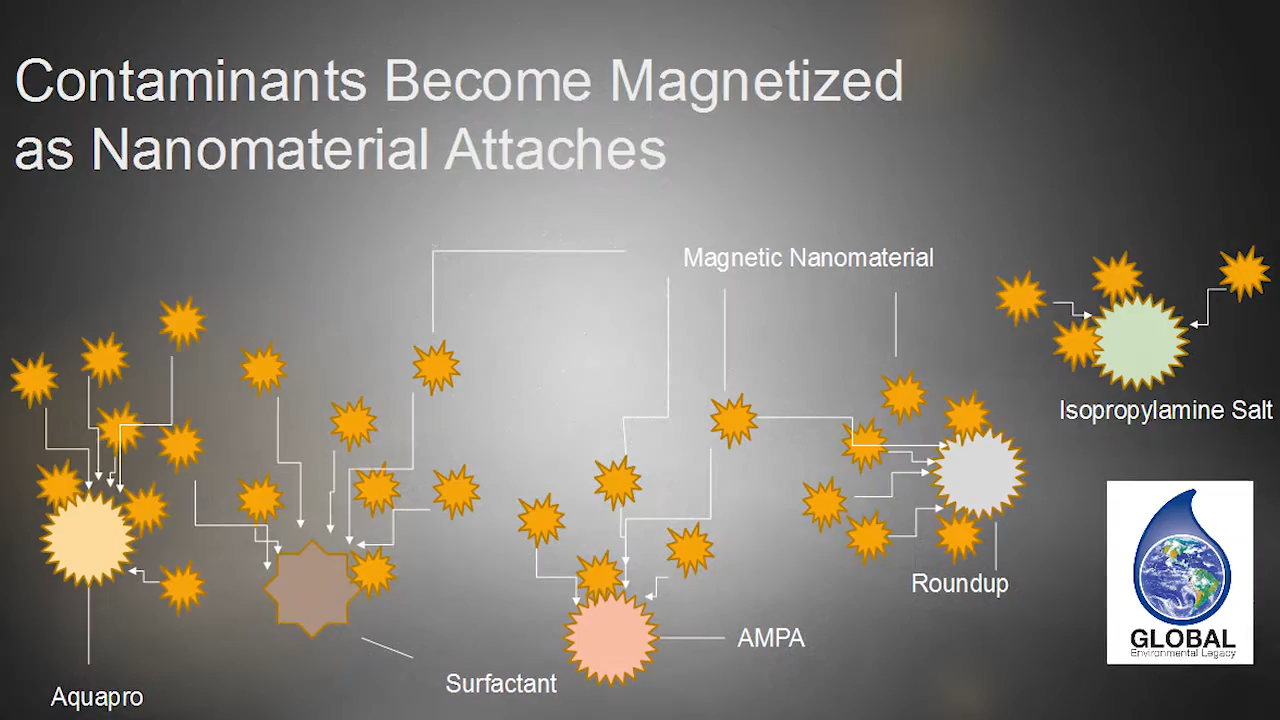 Contaminants Become Magnetized
as Nanomaterial Attaches
Magnetic Nanomaterial
Isopropylamine Salt
Roundup
AMPA
Surfactant
Aquapro
GLOBAL
Environmental Legacy